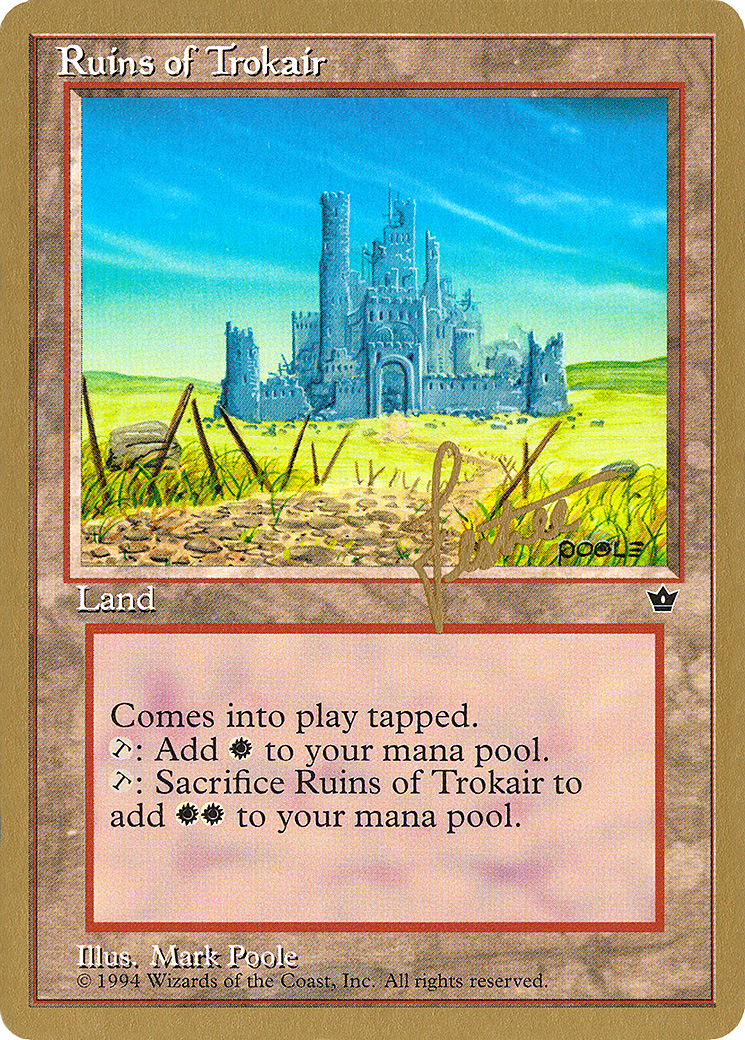 Ruins of Trokair
POOLE
Land
Comes into play tapped.
T: Add to your mana pool.
T: Sacrifice Ruins of Trokair to
add to your mana pool.
Illus. Mark Poole
© 1994 Wizards of the Coast, Inc. All rights reserved.